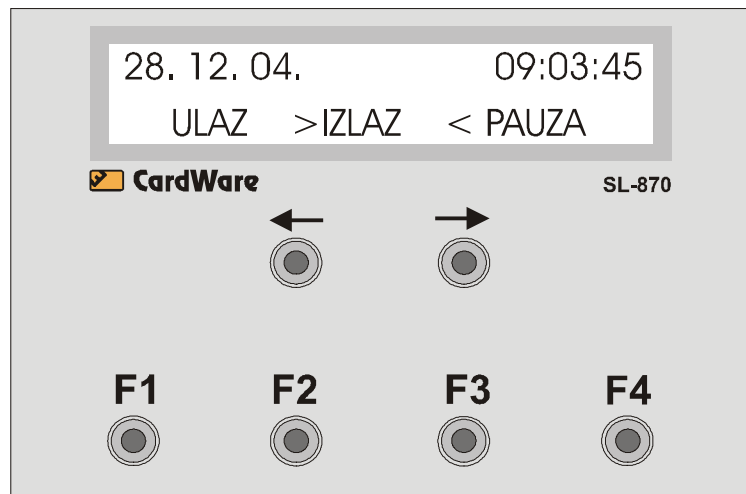 28. 12. 04. 09:03:45
ULAZ >IZLAZ < PAUZA
CardWare SL-870
← →
F1 F2 F3 F4